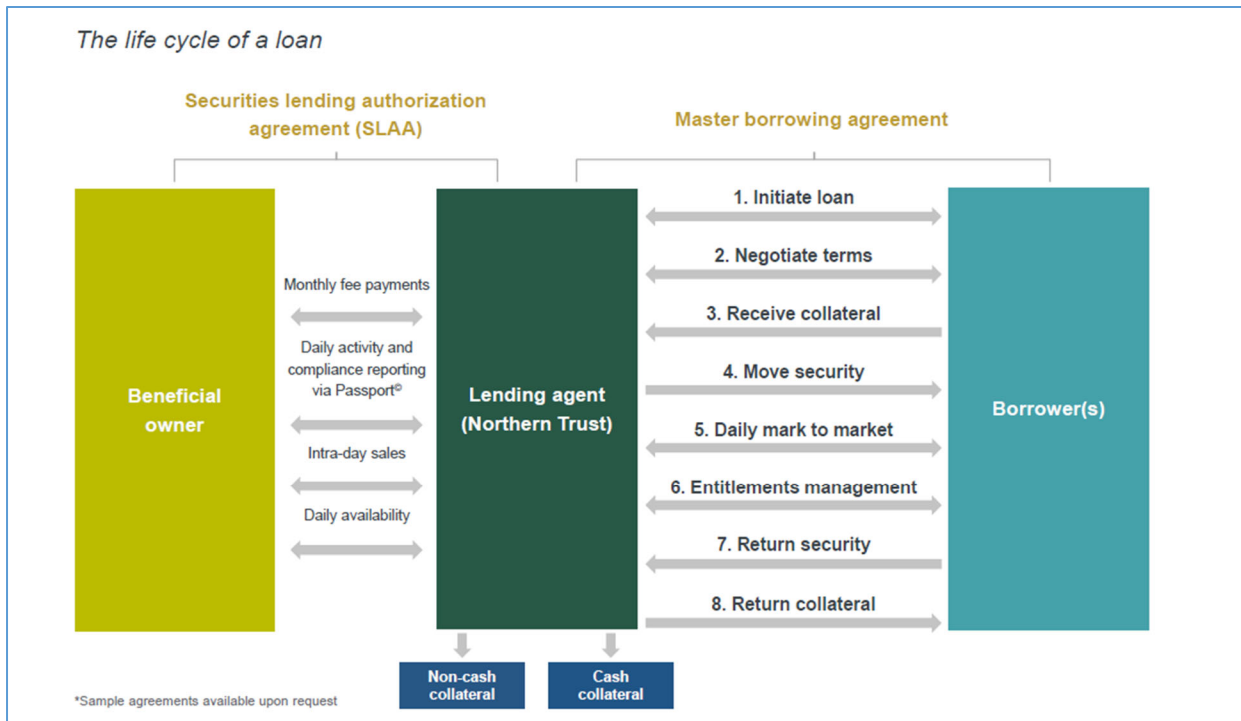 The life cycle of a loan
Securities lending authorization
agreement (SLAA)
Master borrowing agreement
Beneficial
owner
Monthly fee payments
Daily activity and
compliance reporting
via Passport©
Intra-day sales
Daily availability
Lending agent
(Northern Trust)
1. Initiate loan
2. Negotiate terms
3. Receive collateral
4. Move security
5. Daily mark to market
6. Entitlements management
7. Return security
8. Return collateral
Borrower(s)
Non-cash
collateral
Cash
collateral
*Sample agreements available upon request